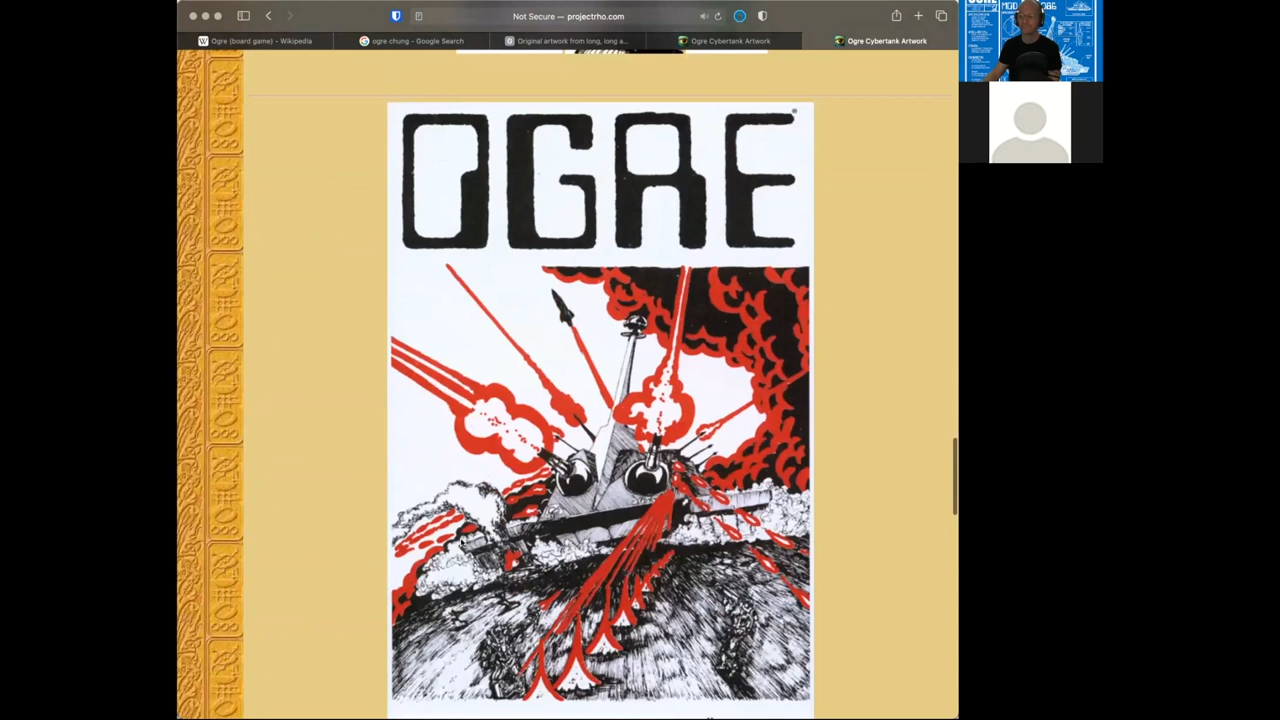 Not Secure — projectrho.com
Ogre (board game) - Wikipedia
ogre chung - Google Search
Original artwork from long, long a...
Ogre Cybertank Artwork
Ogre Cybertank Artwork
OGRE
®